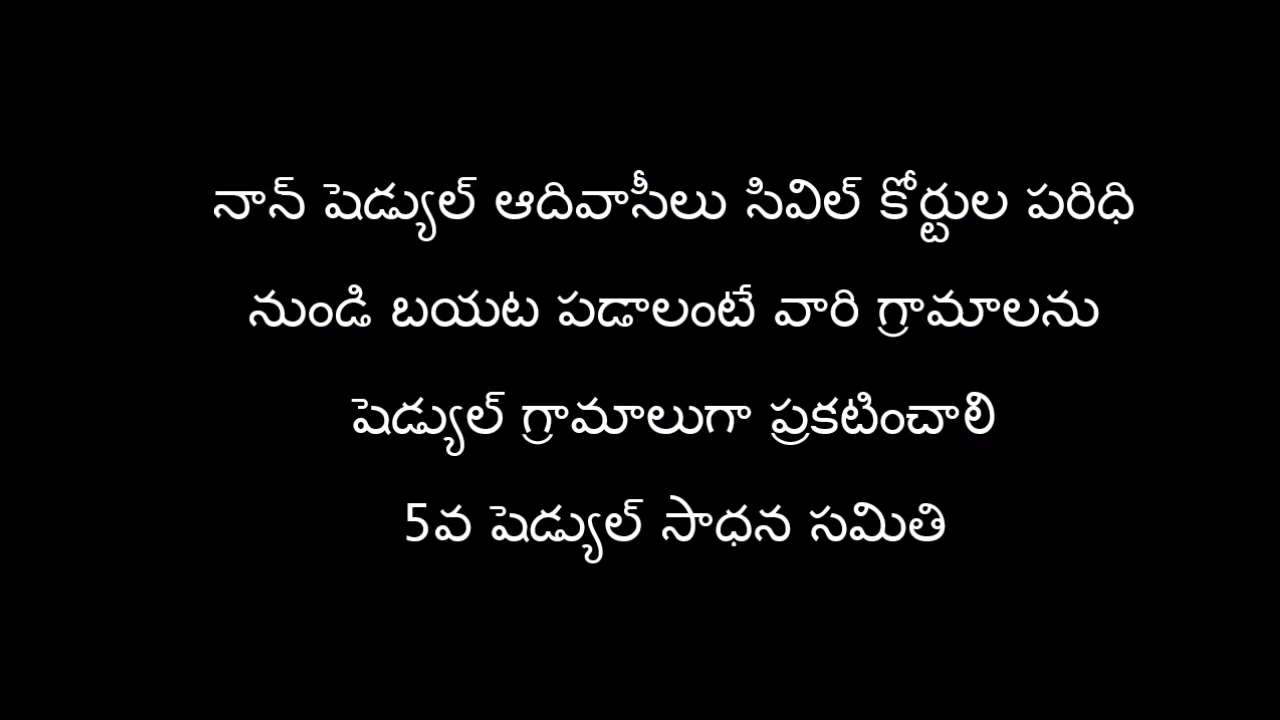 నాన్ షెడ్యుల్ ఆదివాసీలు సివిల్ కోర్టుల పరిధి
నుండి బయట పడాలంటే వారి గ్రామాలను
షెడ్యుల్ గ్రామాలుగా ప్రకటించాలి
5వ షెడ్యుల్ సాధన సమితి